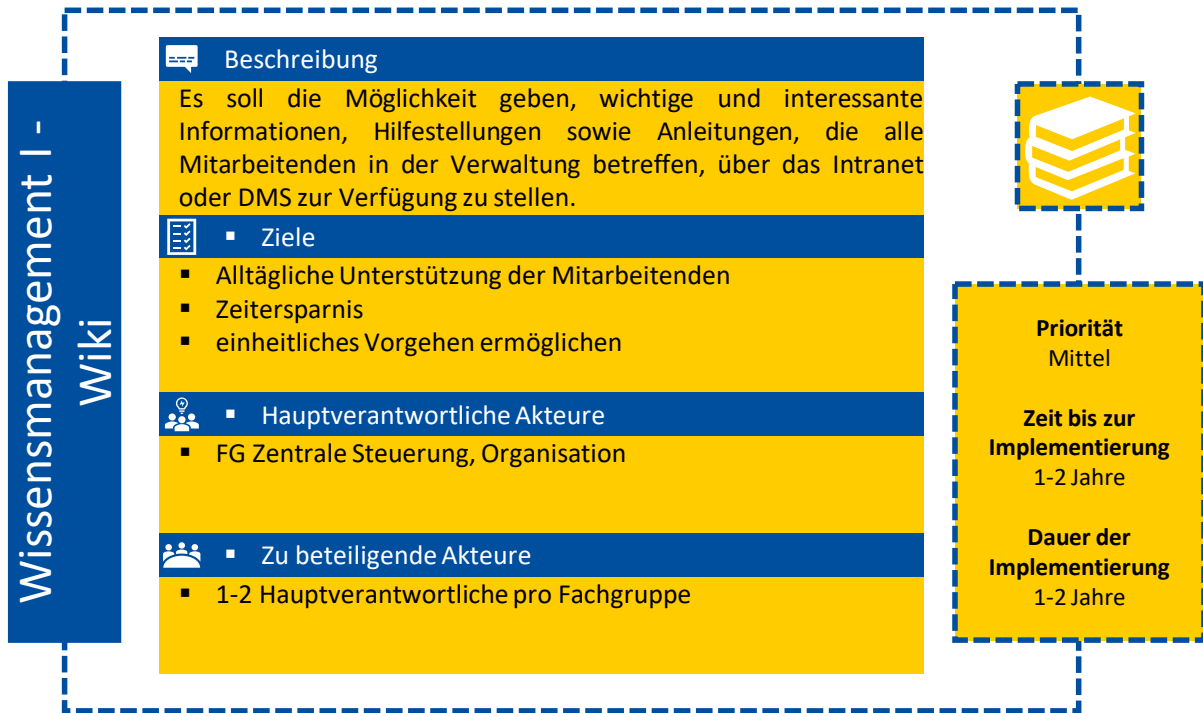 Wissensmanagement I -
Wiki
Beschreibung
Es soll die Möglichkeit geben, wichtige und interessante
Informationen, Hilfestellungen sowie Anleitungen, die alle
Mitarbeitenden in der Verwaltung betreffen, über das Intranet
oder DMS zur Verfügung zu stellen.
▪ Ziele
▪ Alltägliche Unterstützung der Mitarbeitenden
▪ Zeitersparnis
▪ einheitliches Vorgehen ermöglichen
▪ Hauptverantwortliche Akteure
▪ FG Zentrale Steuerung, Organisation
▪ Zu beteiligende Akteure
▪ 1-2 Hauptverantwortliche pro Fachgruppe
Priorität
Mittel
Zeit bis zur
Implementierung
1-2 Jahre
Dauer der
Implementierung
1-2 Jahre